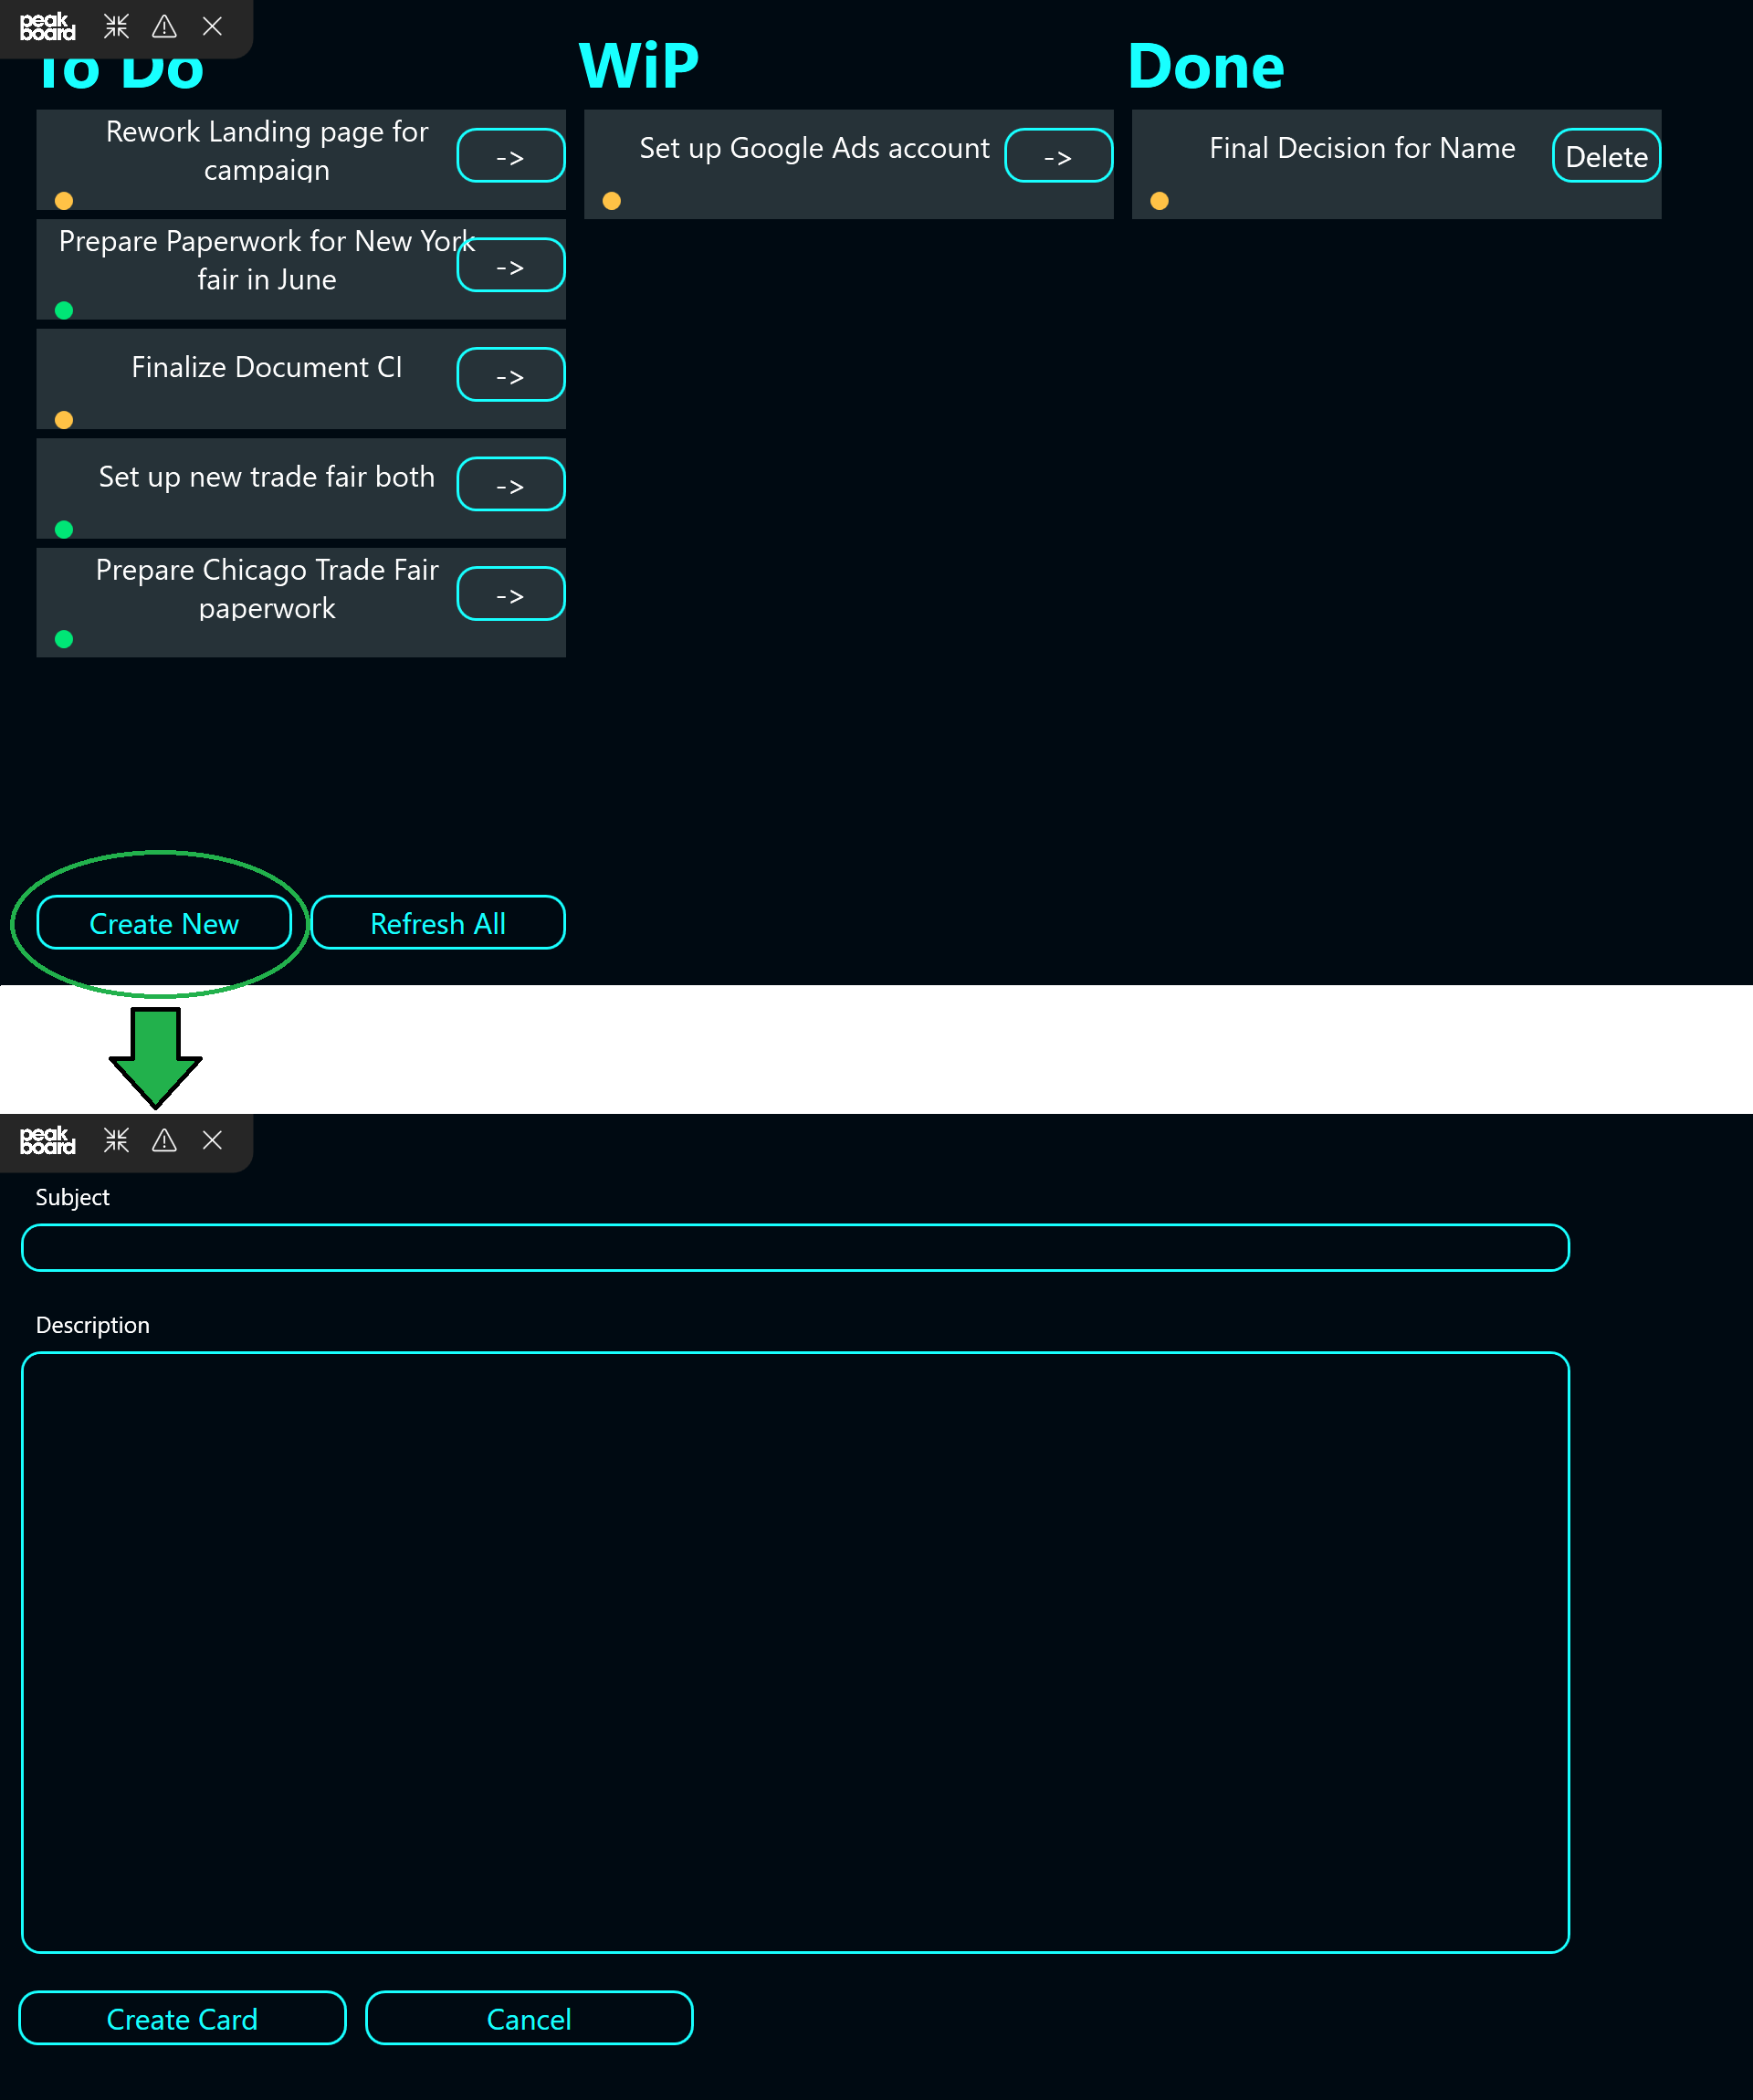 peak
board
To Do
WiP
Done
Rework Landing page for
campaign
->
Set up Google Ads account
->
Final Decision for Name
Delete
Prepare Paperwork for New York
fair in June
->
Finalize Document CI
->
Set up new trade fair both
->
Prepare Chicago Trade Fair
paperwork
->
Create New
Refresh All
peak
board
Subject
Description
Create Card
Cancel